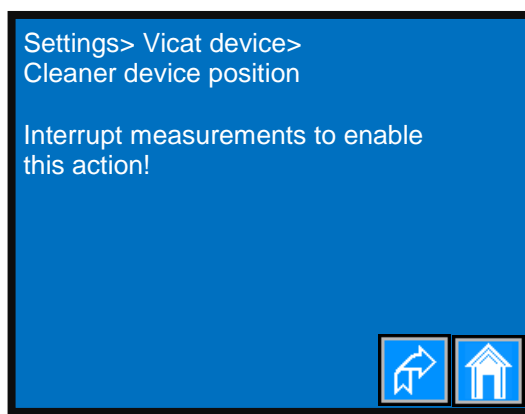 Settings> Vicat device>
Cleaner device position
Interrupt measurements to enable
this action!